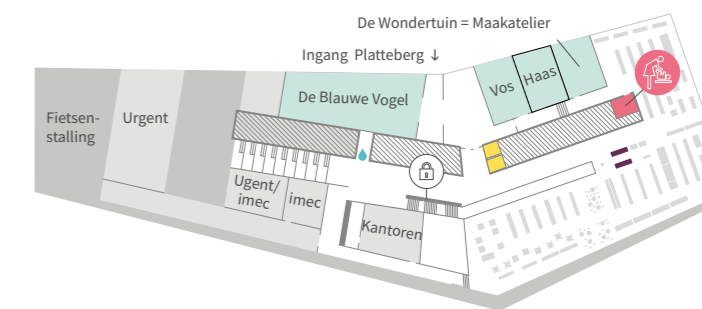 De Wondertuin = Maakatelier
Ingang Platteberg ↓
De Blauwe Vogel
Vos
Haas
Fietsen-
stalling
Urgent
Ugent/
imec
imec
Kantoren